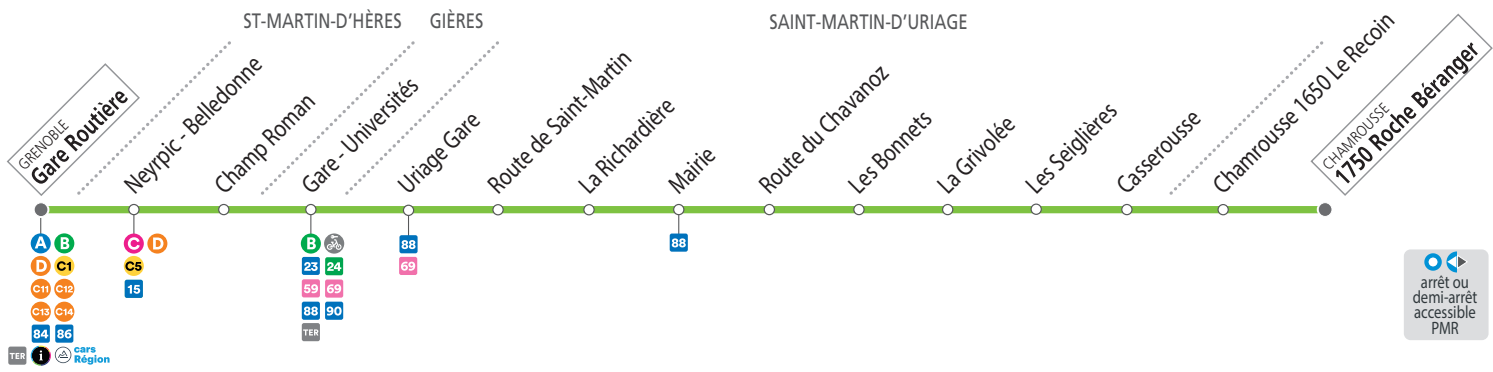 ST-MARTIN-D'HÈRES
GIÈRES
SAINT-MARTIN-D'URIAGE
GRENOBLE
Gare Routière
Neyrpic - Belledonne
Champ Roman
Gare - Universités
Uriage Gare
Route de Saint-Martin
La Richardière
Mairie
Route du Chavanoz
Les Bonnets
La Grivolée
Les Seiglières
Casserousse
Chamrousse 1650 Le Recoin
CHAMROUSSE
1750 Roche Béranger
A B
D C1
C11 C12
C13 C14
84 86
TER i cars
Région
C D
C5
15
B
23 24
59 69
88 90
TER
88
69
88
arrêt ou
demi-arrêt
accessible
PMR